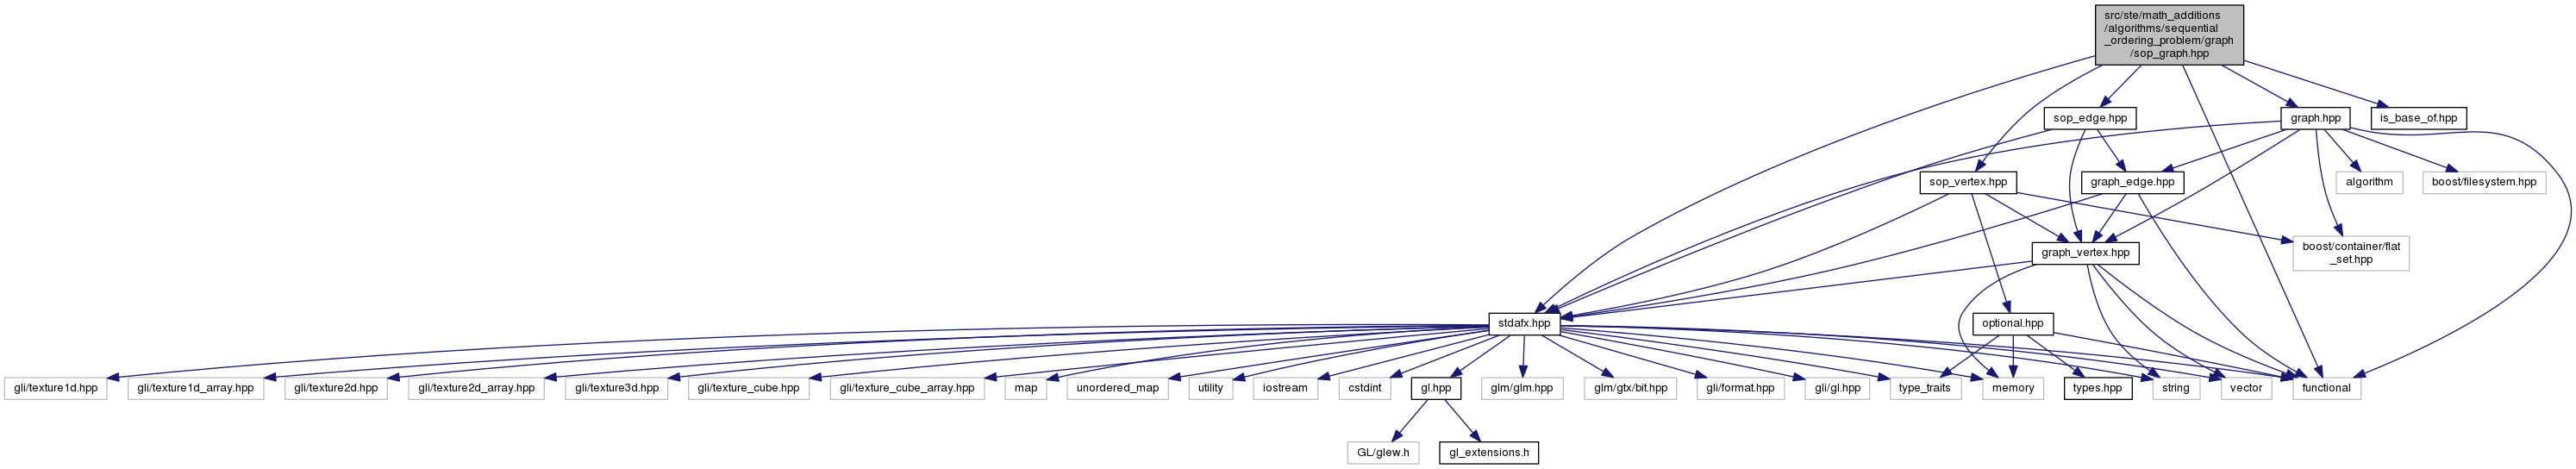 src/ste/math_additions
/algorithms/sequential
_ordering_problem/graph
/sop_graph.hpp
sop_edge.hpp
graph.hpp
is_base_of.hpp
sop_vertex.hpp
graph_edge.hpp
algorithm
boost/filesystem.hpp
graph_vertex.hpp
boost/container/flat
_set.hpp
stdafx.hpp
optional.hpp
gli/texture1d.hpp
gli/texture1d_array.hpp
gli/texture2d.hpp
gli/texture2d_array.hpp
gli/texture3d.hpp
gli/texture_cube.hpp
gli/texture_cube_array.hpp
map
unordered_map
utility
iostream
cstdint
gl.hpp
glm/glm.hpp
glm/gtx/bit.hpp
gli/format.hpp
gli/gl.hpp
type_traits
memory
types.hpp
string
vector
functional
GL/glew.h
gl_extensions.h